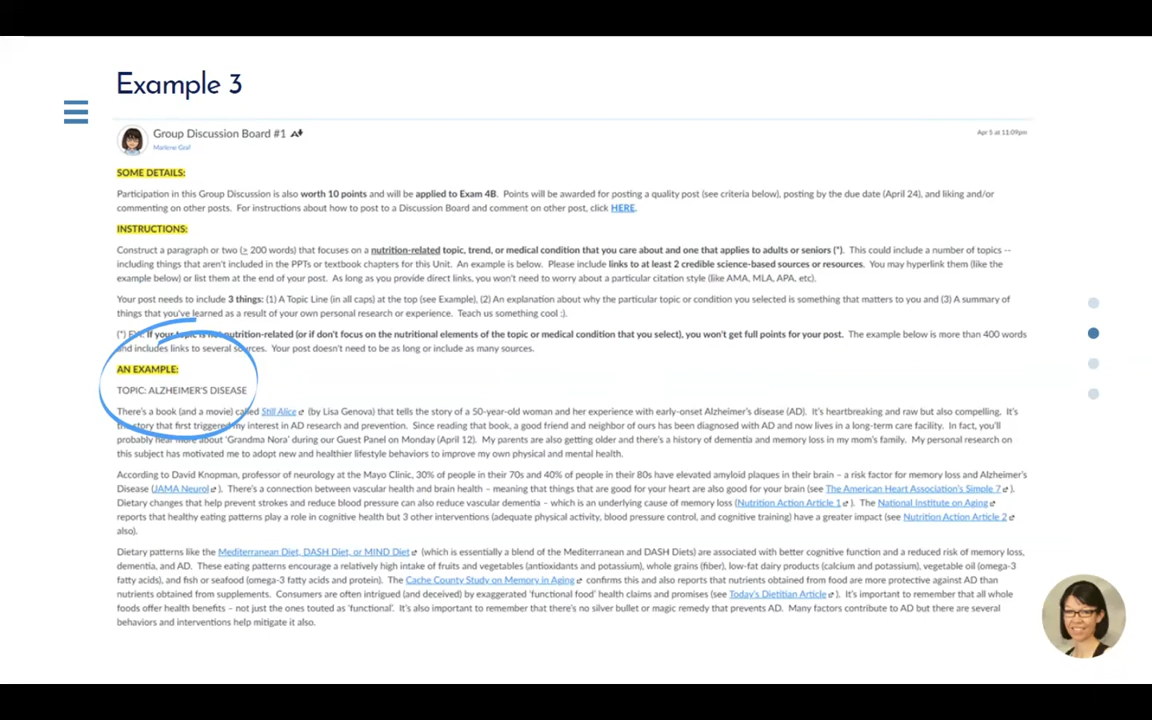 Example 3
Group Discussion Board #1
Apr 5 at 11:09pm
Marlene Graf
SOME DETAILS:
Participation in this Group Discussion is also worth 10 points and will be applied to Exam 4B. Points will be awarded for posting a quality post (see criteria below), posting by the due date (April 24), and liking and/or
commenting on other posts. For instructions about how to post to a Discussion Board and comment on other post, click HERE.
INSTRUCTIONS:
Construct a paragraph or two (≥ 200 words) that focuses on a nutrition-related topic, trend, or medical condition that you care about and one that applies to adults or seniors (*). This could include a number of topics --
including things that aren't included in the PPTs or textbook chapters for this Unit. An example is below. Please include links to at least 2 credible science-based sources or resources. You may hyperlink them (like the
example below) or list them at the end of your post. As long as you provide direct links, you won't need to worry about a particular citation style (like AMA, MLA, APA, etc).
Your post needs to include 3 things: (1) A Topic Line (in all caps) at the top (see Example), (2) An explanation about why the particular topic or condition you selected is something that matters to you and (3) A summary of
things that you've learned as a result of your own personal research or experience. Teach us something cool :).
(*) FYI: If your topic is not nutrition-related (or if don't focus on the nutritional elements of the topic or medical condition that you select), you won't get full points for your post. The example below is more than 400 words
and includes links to several sources. Your post doesn't need to be as long or include as many sources.
AN EXAMPLE:
TOPIC: ALZHEIMER'S DISEASE
There's a book (and a movie) called Still Alice (by Lisa Genova) that tells the story of a 50-year-old woman and her experience with early-onset Alzheimer's disease (AD). It's heartbreaking and raw but also compelling. It's
the story that first triggered my interest in AD research and prevention. Since reading that book, a good friend and neighbor of ours has been diagnosed with AD and now lives in a long-term care facility. In fact, you'll
probably hear more about 'Grandma Nora' during our Guest Panel on Monday (April 12). My parents are also getting older and there's a history of dementia and memory loss in my mom's family. My personal research on
this subject has motivated me to adopt new and healthier lifestyle behaviors to improve my own physical and mental health.
According to David Knopman, professor of neurology at the Mayo Clinic, 30% of people in their 70s and 40% of people in their 80s have elevated amyloid plaques in their brain – a risk factor for memory loss and Alzheimer's
Disease (JAMA Neurol). There's a connection between vascular health and brain health – meaning that things that are good for your heart are also good for your brain (see The American Heart Association's Simple 7).
Dietary changes that help prevent strokes and reduce blood pressure can also reduce vascular dementia – which is an underlying cause of memory loss (Nutrition Action Article 1). The National Institute on Aging
reports that healthy eating patterns play a role in cognitive health but 3 other interventions (adequate physical activity, blood pressure control, and cognitive training) have a greater impact (see Nutrition Action Article 2
also).
Dietary patterns like the Mediterranean Diet, DASH Diet, or MIND Diet (which is essentially a blend of the Mediterranean and DASH Diets) are associated with better cognitive function and a reduced risk of memory loss,
dementia, and AD. These eating patterns encourage a relatively high intake of fruits and vegetables (antioxidants and potassium), whole grains (fiber), low-fat dairy products (calcium and potassium), vegetable oil (omega-3
fatty acids), and fish or seafood (omega-3 fatty acids and protein). The Cache County Study on Memory in Aging confirms this and also reports that nutrients obtained from food are more protective against AD than
nutrients obtained from supplements. Consumers are often intrigued (and deceived) by exaggerated 'functional food' health claims and promises (see Today's Dietitian Article). It's important to remember that all whole
foods offer health benefits – not just the ones touted as 'functional'. It's also important to remember that there's no silver bullet or magic remedy that prevents AD. Many factors contribute to AD but there are several
behaviors and interventions help mitigate it also.